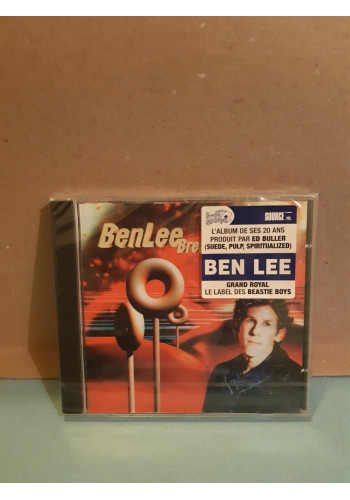 BenLee
Bre
SOURCE
L'ALBUM DE SES 20 ANS
PRODUIT PAR ED BULLER
(SUEDE, PULP, SPIRITUALIZED)
BEN LEE
GRAND ROYAL
LE LABEL DES BEASTIE BOYS